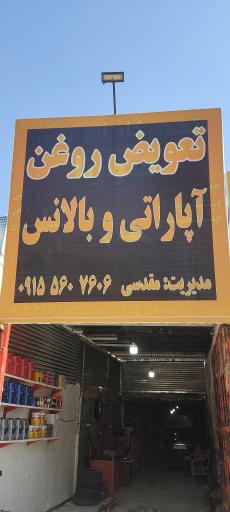 تعویض روغن
آپاراتی و بالانس
مدیریت: مقدسی ۰۹۱۵ ۵۶۰ ۷۶۰۶